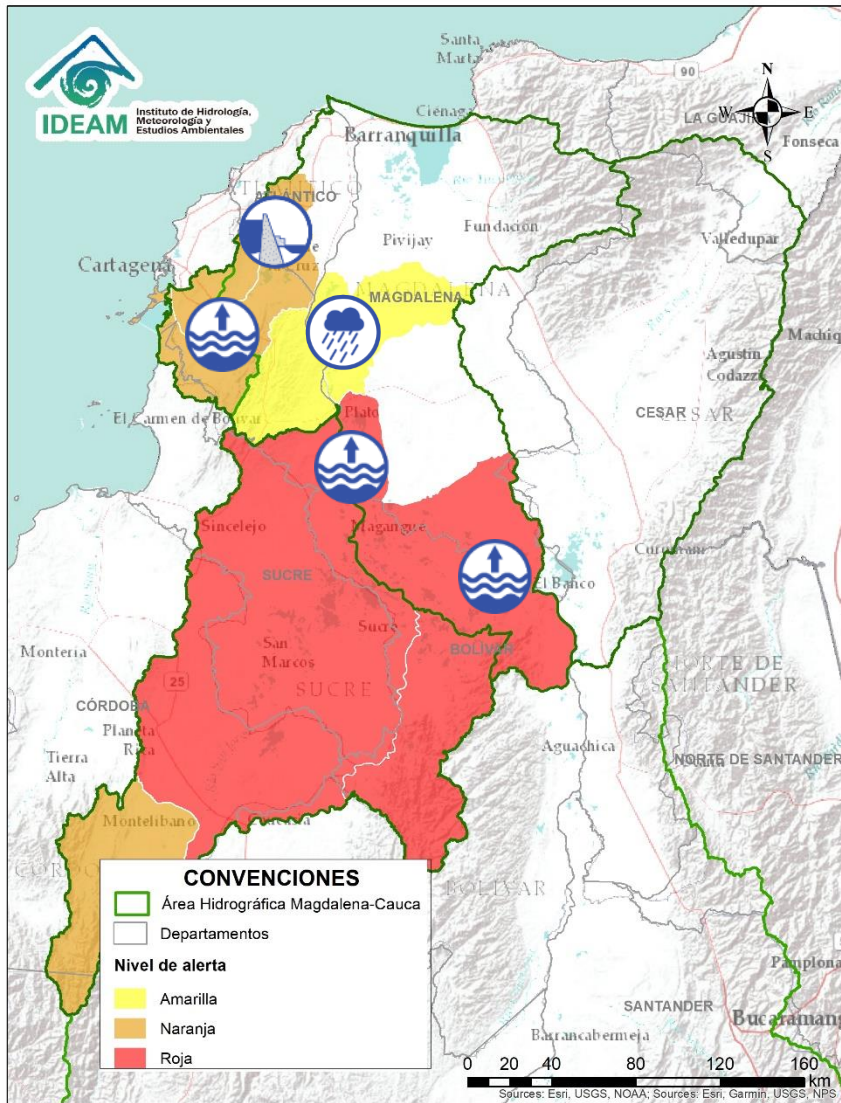 IDEAM
Instituto de Hidrología,
Meteorología y
Estudios Ambientales
Santa
Marta
90
N
W
E
S
Ciénaga
LA GUAJIRA
Fonseca
Barranquilla
ATLÁNTICO
Pivijay
Fundación
Valledupar
Cartagena
MAGDALENA
Agustín
Codazzi
El Carmen de Bolívar
Plato
CESAR
CESAR
Sincelejo
Magangué
SUCRE
El Banco
Montería
San
Marcos
Sucre
BOLÍVAR
25
SUCRE
NORTE DE
SANTANDER
CÓRDOBA
Planeta
Rica
Tierra
Alta
Aguachica
NORTE DE SANTANDER
Montelíbano
Caucasia
BOLÍVAR
CONVENCIONES
Área Hidrográfica Magdalena-Cauca
Departamentos
Nivel de alerta
Amarilla
Naranja
Roja
Pamplona
SANTANDER
Bucaramang
Barrancabermeja
0 20 40 80 120 160
km
Sources: Esri, USGS, NOAA; Sources: Esri, Garmin, USGS, NPS